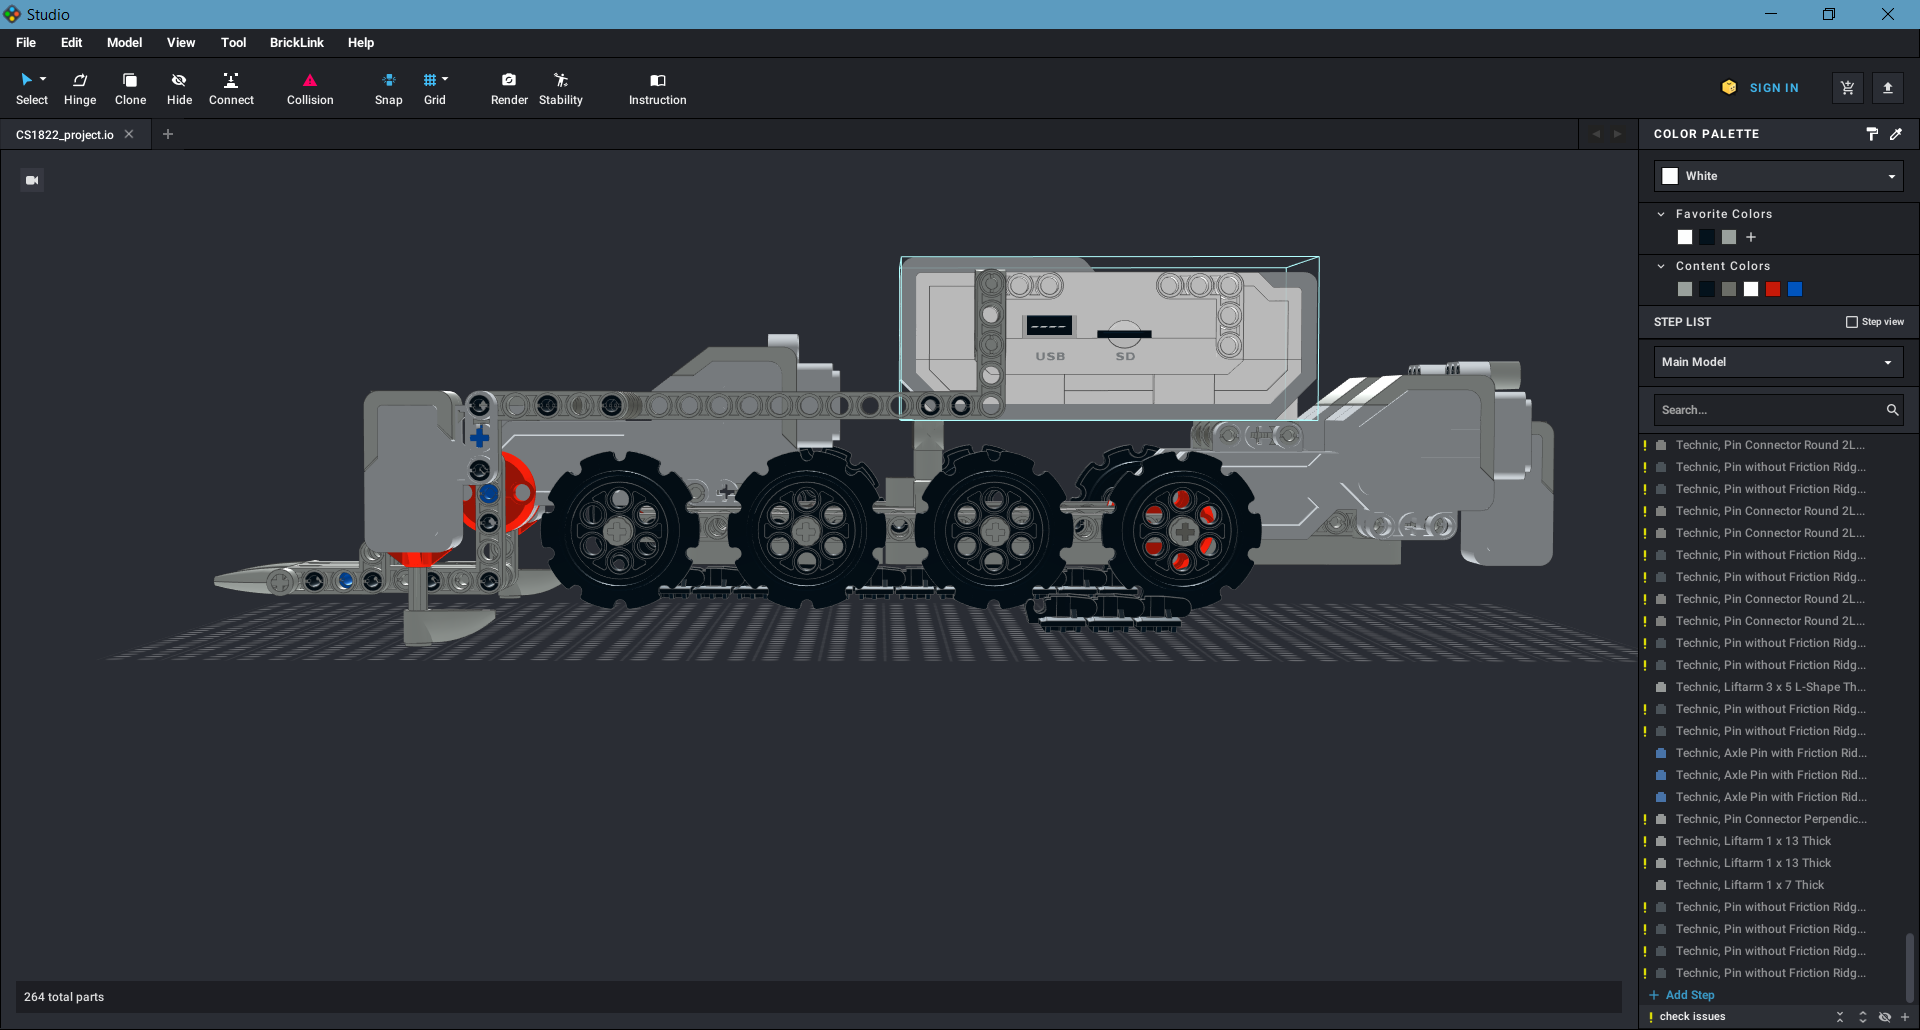 Studio
File Edit Model View Tool BrickLink Help
Select Hinge Clone Hide Connect Collision Snap Grid Render Stability Instruction
SIGN IN
CS1822_project.io
COLOR PALETTE
White
Favorite Colors
Content Colors
STEP LIST Step view
Main Model
Search...
USB SD
Technic, Pin Connector Round 2L...
Technic, Pin without Friction Ridg...
Technic, Pin without Friction Ridg...
Technic, Pin Connector Round 2L...
Technic, Pin Connector Round 2L...
Technic, Pin without Friction Ridg...
Technic, Pin without Friction Ridg...
Technic, Pin Connector Round 2L...
Technic, Pin Connector Round 2L...
Technic, Pin without Friction Ridg...
Technic, Pin without Friction Ridg...
Technic, Liftarm 3 x 5 L-Shape Th...
Technic, Pin without Friction Ridg...
Technic, Pin without Friction Ridg...
Technic, Axle Pin with Friction Rid...
Technic, Axle Pin with Friction Rid...
Technic, Axle Pin with Friction Rid...
Technic, Pin Connector Perpendic...
Technic, Liftarm 1 x 13 Thick
Technic, Liftarm 1 x 13 Thick
Technic, Liftarm 1 x 7 Thick
Technic, Pin without Friction Ridg...
Technic, Pin without Friction Ridg...
Technic, Pin without Friction Ridg...
Technic, Pin without Friction Ridg...
+ Add Step
264 total parts
! check issues